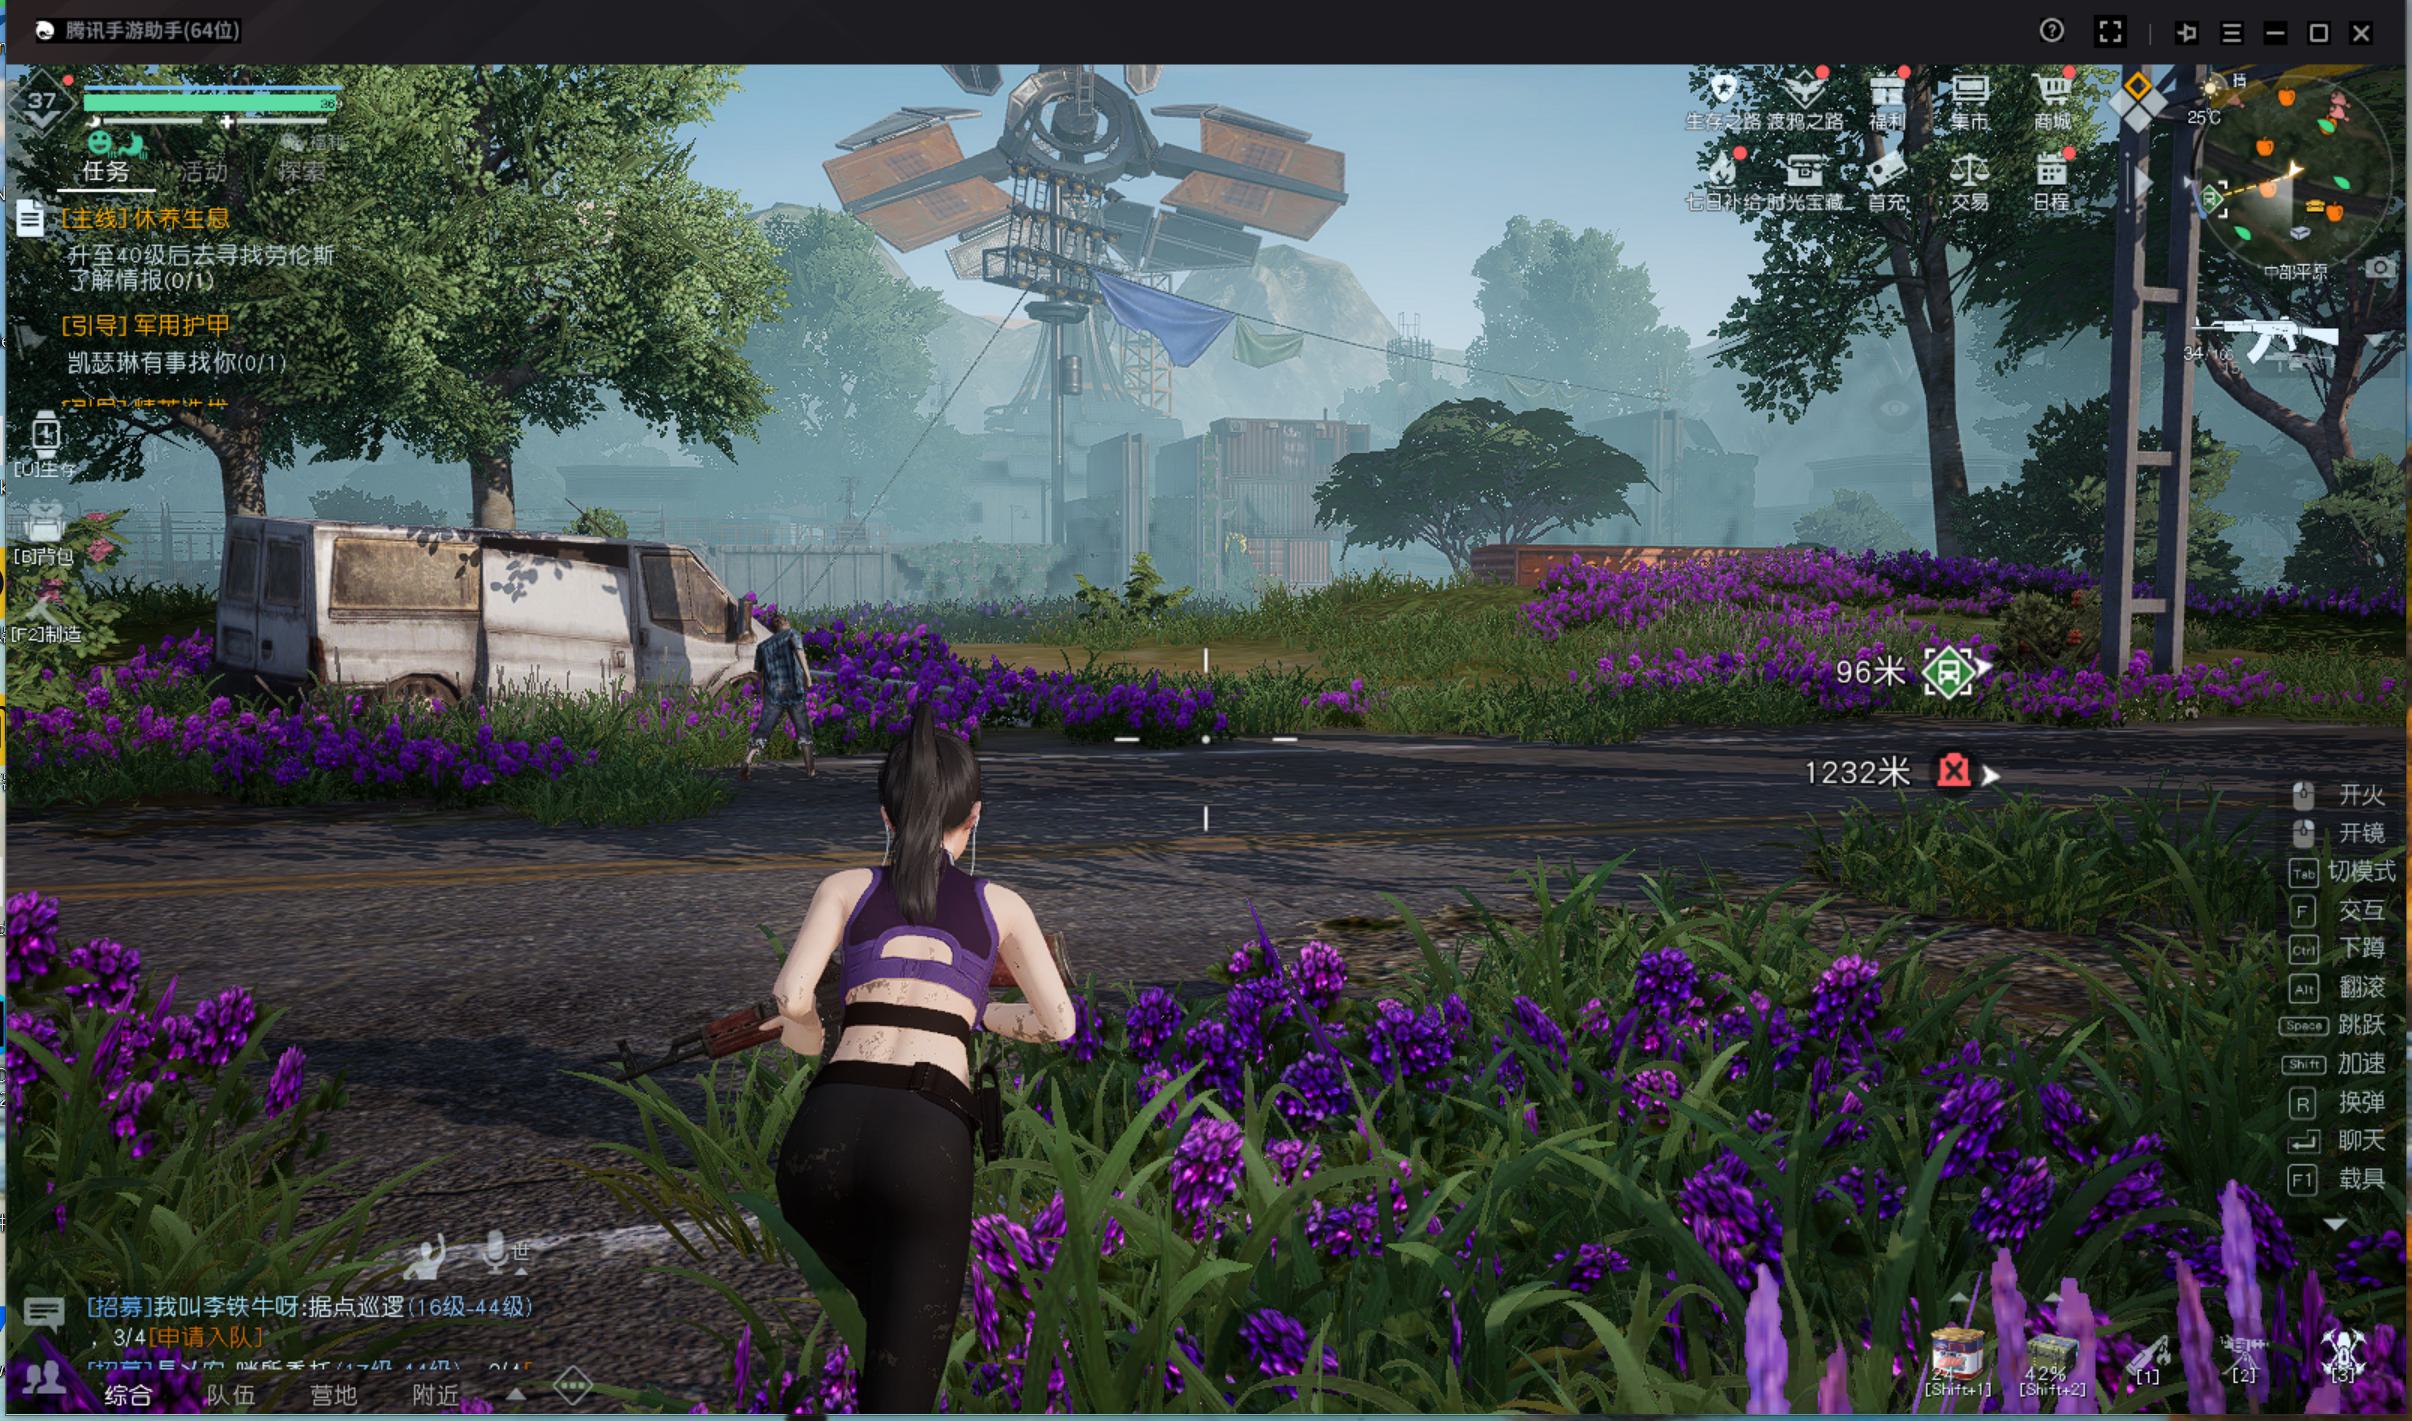 腾讯手游助手(64位)
37
36
生存之路 渡鸦之路 福利 集市 商城
25℃
任务 活动 探索
七日补给 时光宝藏 首充 交易 日程
[主线] 休养生息
升至40级后去寻找劳伦斯
了解情报(0/1)
中部平原
[引导] 军用护甲
凯瑟琳有事找你(0/1)
34/
[U]生存
[B]背包
[F2]制造
96米
1232米
开火
开镜
Tab 切模式
F 交互
Ctrl 下蹲
Alt 翻滚
Space 跳跃
Shift 加速
R 换弹
聊天
F1 载具
世
[招募]我叫李铁牛呀:据点巡逻(16级-44级)
，3/4[申请入队]
综合 队伍 营地 附近
24 42% [1] [2] [3]
[Shift+1] [Shift+2]